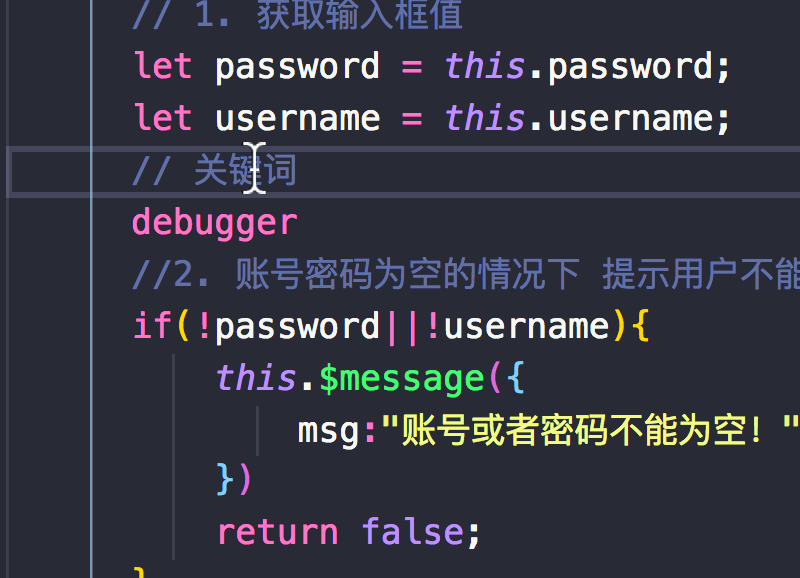 // 1. 获取输入框值
let password = this.password;
let username = this.username;
// 关键词
debugger
//2. 账号密码为空的情况下 提示用户不能
if(!password||!username){
this.$message({
msg:"账号或者密码不能为空！"
})
return false;
}